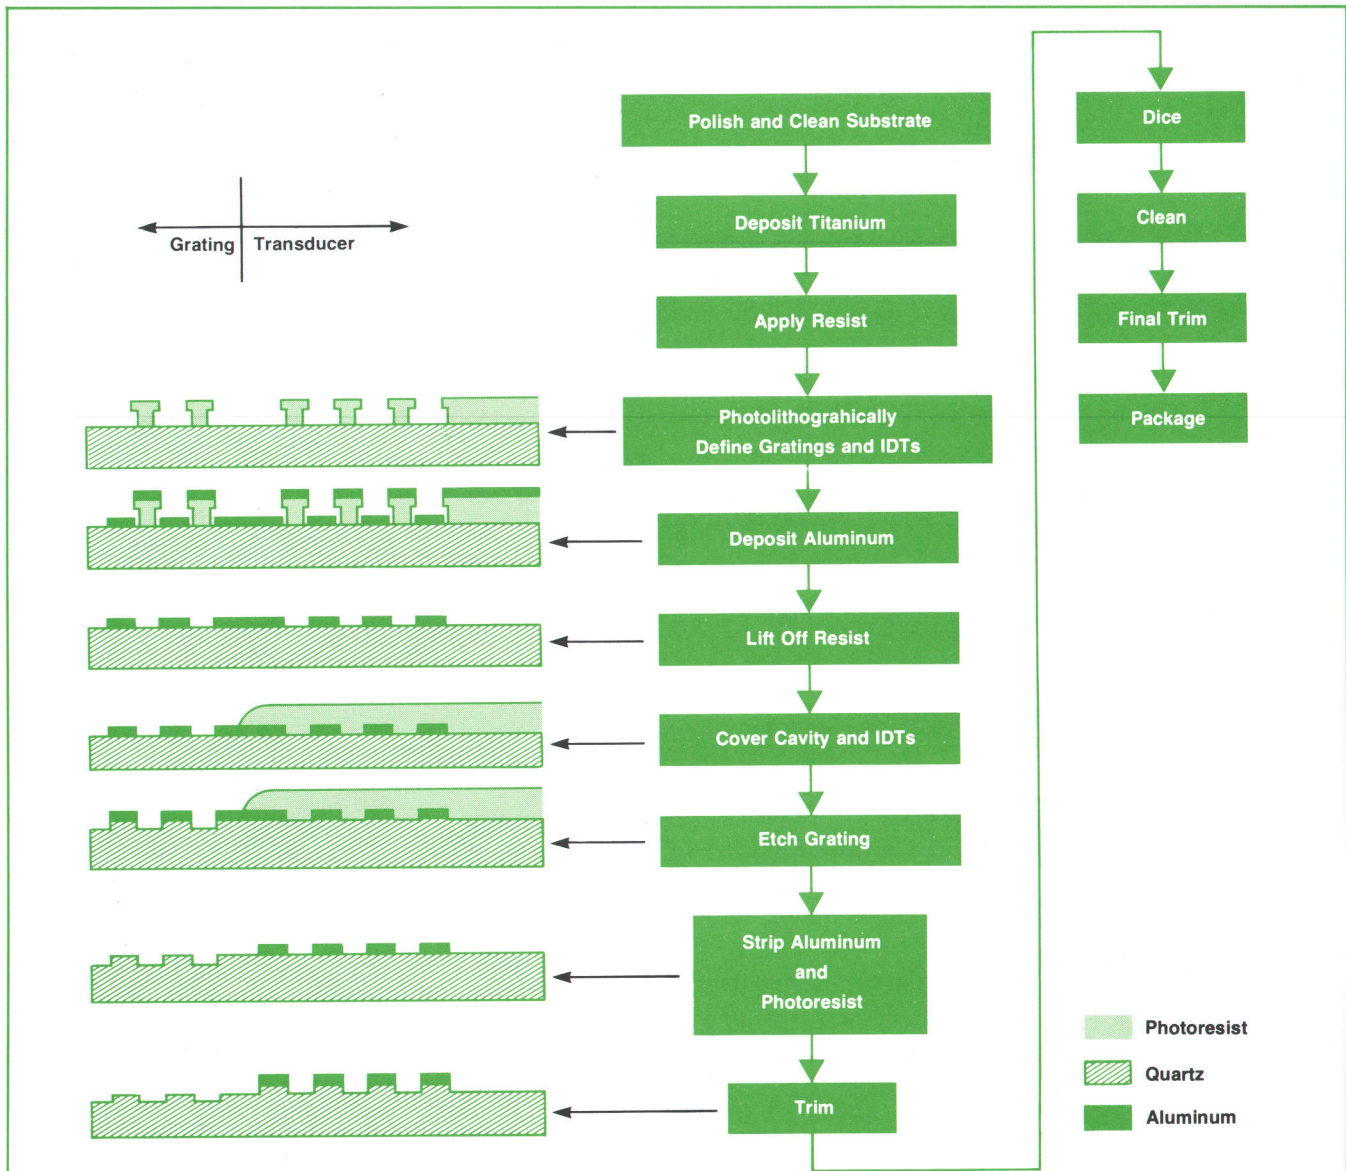 Grating
Transducer
Polish and Clean Substrate
Deposit Titanium
Apply Resist
Photolithograhically
Define Gratings and IDTs
Deposit Aluminum
Lift Off Resist
Cover Cavity and IDTs
Etch Grating
Strip Aluminum
and
Photoresist
Trim
Dice
Clean
Final Trim
Package
Photoresist
Quartz
Aluminum